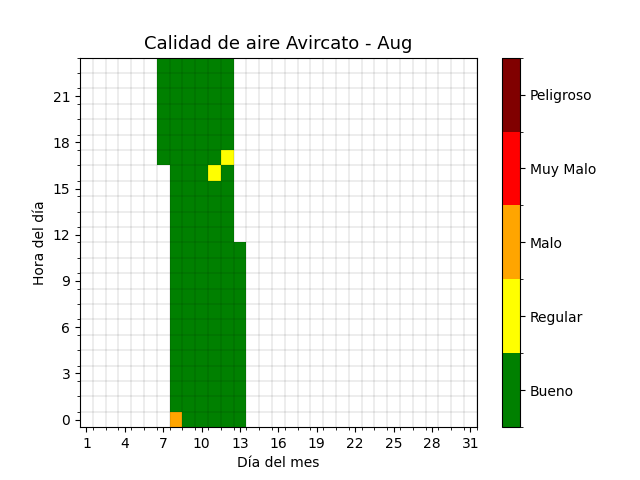 Calidad de aire Avircato - Aug
Hora del día
21
18
15
12
9
6
3
0
1 4 7 10 13 16 19 22 25 28 31
Día del mes
Peligroso
Muy Malo
Malo
Regular
Bueno